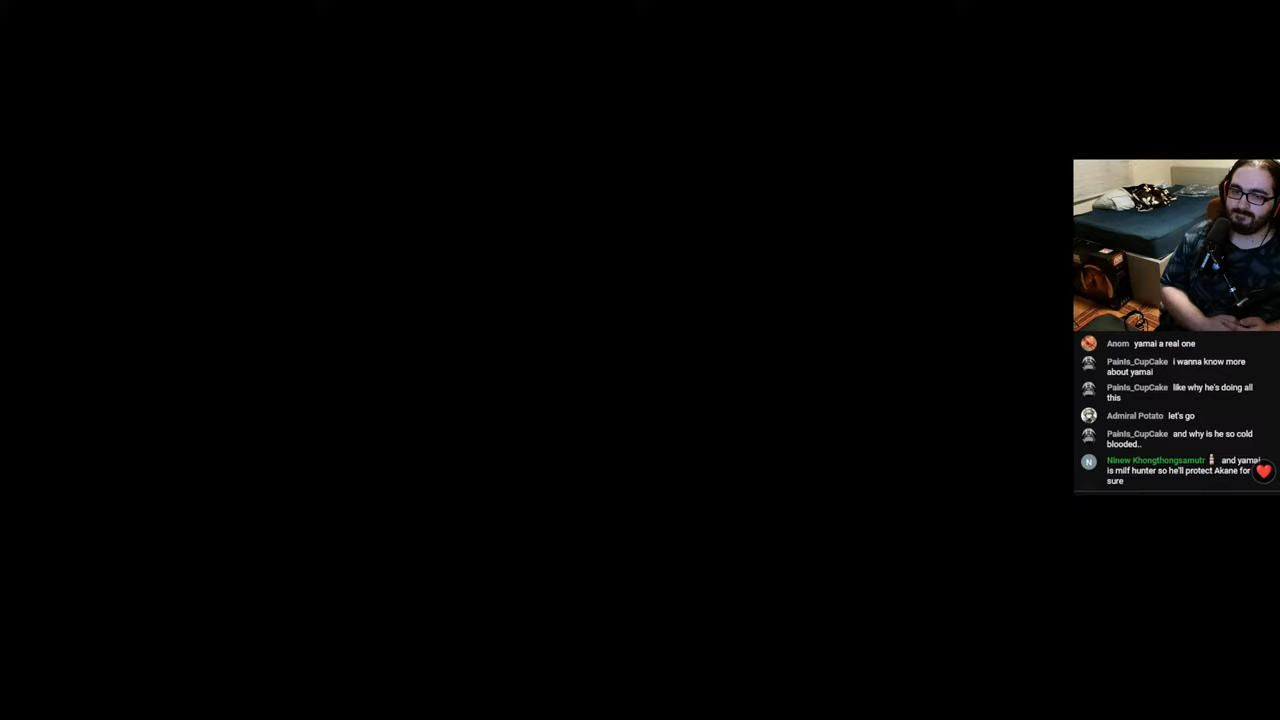 Anom yamai a real one
PainIs_CupCake i wanna know more
about yamai
PainIs_CupCake like why he's doing all
this
Admiral Potato let's go
PainIs_CupCake and why is he so cold
blooded..
N Ninew Khongthongsamutr and yamai
is milf hunter so he'll protect Akane for
sure